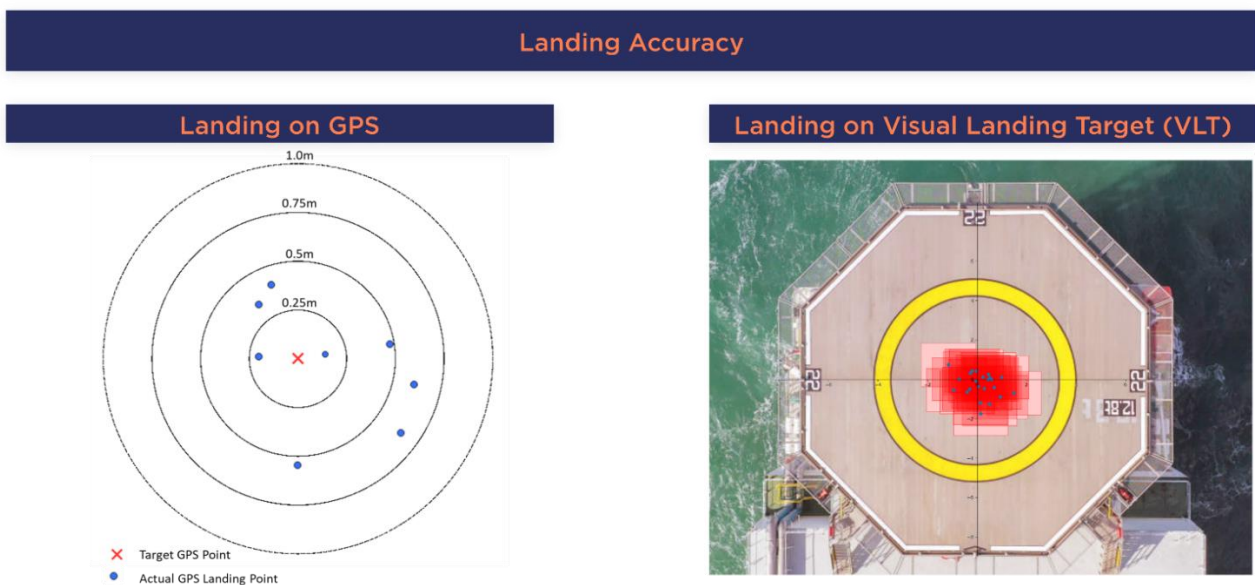 Landing Accuracy
Landing on GPS
Landing on Visual Landing Target (VLT)
1.0m
0.75m
0.5m
0.25m
Target GPS Point
Actual GPS Landing Point
22
22
22
12.8t